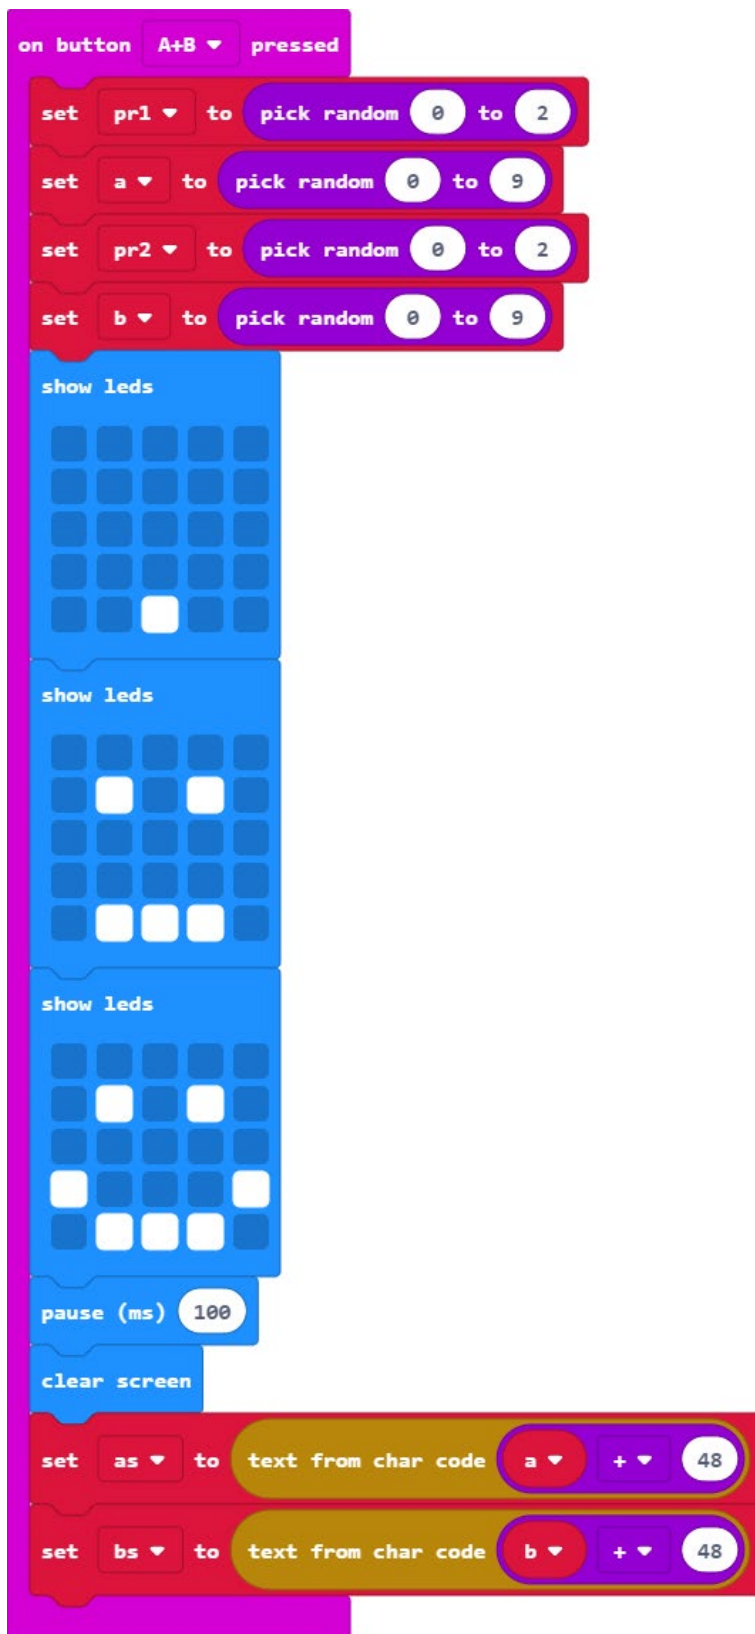 on button A+B pressed
set pr1 to pick random 0 to 2
set a to pick random 0 to 9
set pr2 to pick random 0 to 2
set b to pick random 0 to 9
show leds
show leds
show leds
pause (ms) 100
clear screen
set as to text from char code a + 48
set bs to text from char code b + 48